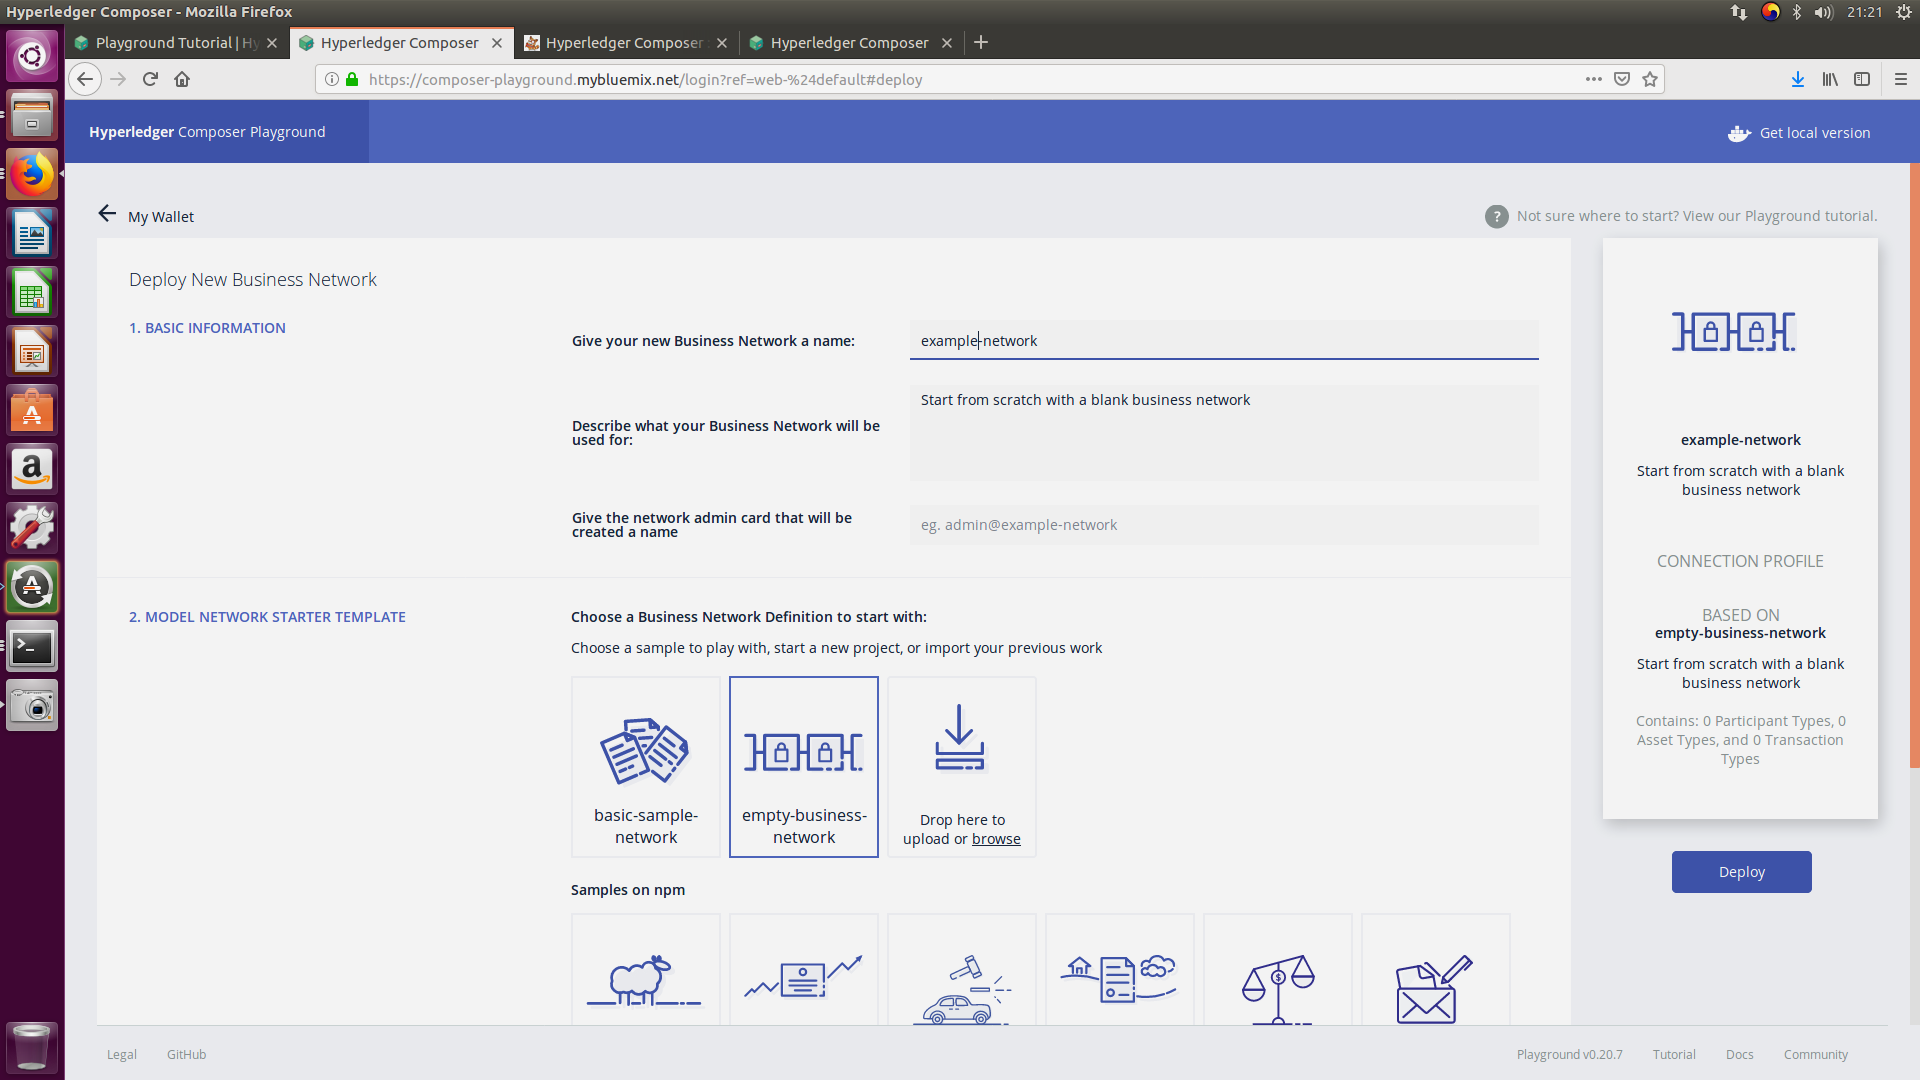 Hyperledger Composer - Mozilla Firefox
21:21
Playground Tutorial | Hy
Hyperledger Composer
Hyperledger Composer
Hyperledger Composer
https://composer-playground.mybluemix.net/login?ref=web-%24default#deploy
Hyperledger Composer Playground
Get local version
My Wallet
? Not sure where to start? View our Playground tutorial.
Deploy New Business Network
1. BASIC INFORMATION
Give your new Business Network a name:
example-network
Describe what your Business Network will be
used for:
Start from scratch with a blank business network
Give the network admin card that will be
created a name
eg. admin@example-network
2. MODEL NETWORK STARTER TEMPLATE
Choose a Business Network Definition to start with:
Choose a sample to play with, start a new project, or import your previous work
basic-sample-
network
empty-business-
network
Drop here to
upload or browse
Samples on npm
example-network
Start from scratch with a blank
business network
CONNECTION PROFILE
BASED ON
empty-business-network
Start from scratch with a blank
business network
Contains: 0 Participant Types, 0
Asset Types, and 0 Transaction
Types
Deploy
Legal
GitHub
Playground v0.20.7
Tutorial
Docs
Community